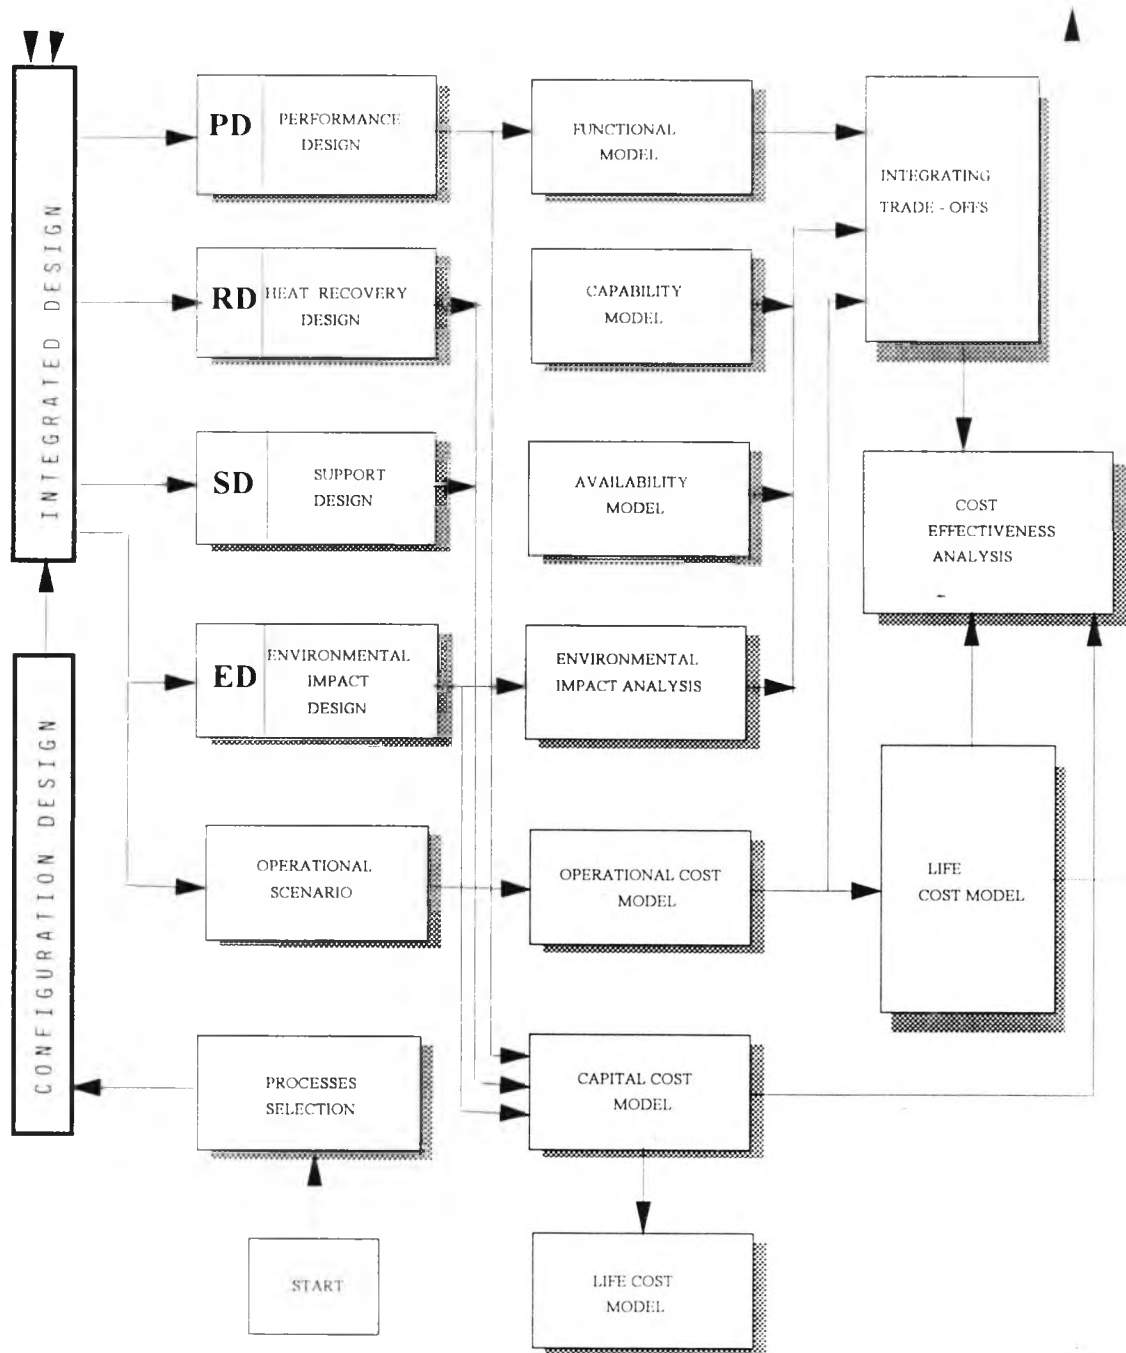 INTEGRATED DESIGN
CONFIGURATION DESIGN
PD
PERFORMANCE
DESIGN
RD
HEAT RECOVERY
DESIGN
SD
SUPPORT
DESIGN
ED
ENVIRONMENTAL
IMPACT
DESIGN
OPERATIONAL
SCENARIO
PROCESSES
SELECTION
START
FUNCTIONAL
MODEL
CAPABILITY
MODEL
AVAILABILITY
MODEL
ENVIRONMENTAL
IMPACT ANALYSIS
OPERATIONAL COST
MODEL
CAPITAL COST
MODEL
LIFE COST
MODEL
INTEGRATING
TRADE - OFFS
COST
EFFECTIVENESS
ANALYSIS
LIFE
COST MODEL